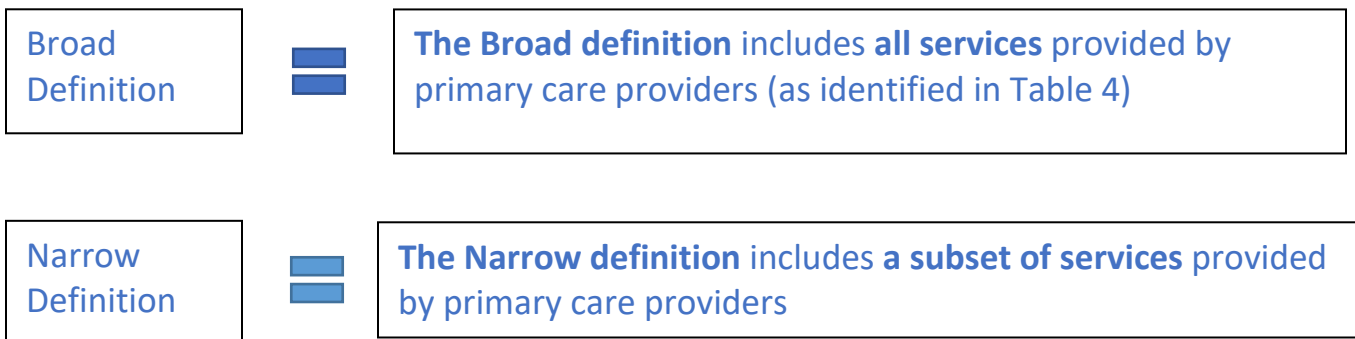 Broad
Definition
The Broad definition includes all services provided by
primary care providers (as identified in Table 4)
Narrow
Definition
The Narrow definition includes a subset of services provided
by primary care providers